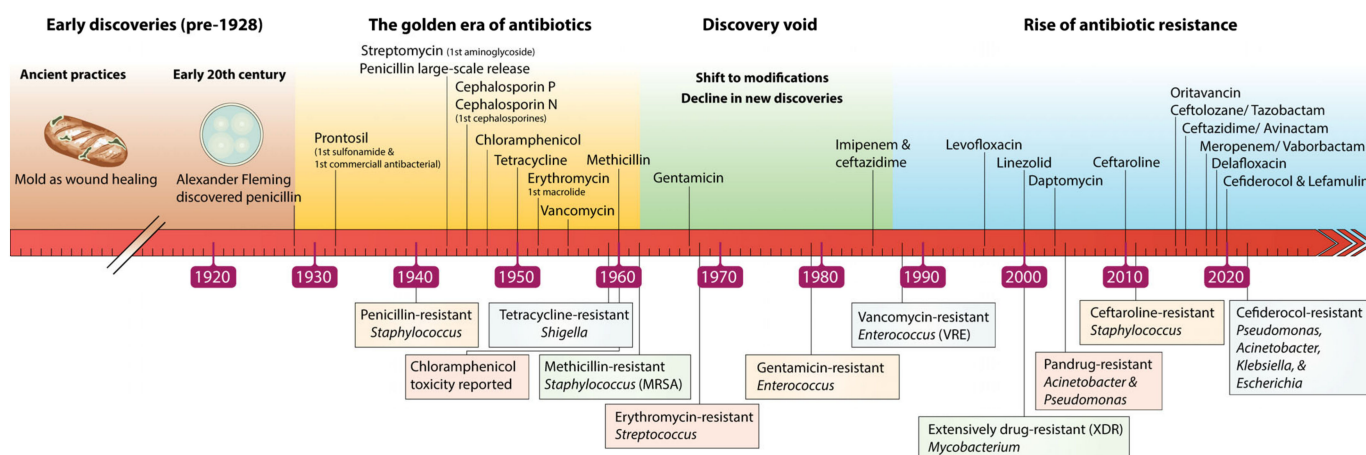 Early discoveries (pre-1928)
The golden era of antibiotics
Discovery void
Rise of antibiotic resistance
Ancient practices
Early 20th century
Mold as wound healing
Alexander Fleming
discovered penicillin
Prontosil
(1st sulfonamide &
1st commerciall antibacterial)
Streptomycin (1st aminoglycoside)
Penicillin large-scale release
Cephalosporin P
Cephalosporin N
(1st cephalosporines)
Chloramphenicol
Tetracycline
Erythromycin
1st macrolide
Vancomycin
Methicillin
Shift to modifications
Decline in new discoveries
Gentamicin
Imipenem &
ceftazidime
Levofloxacin
Linezolid
Daptomycin
Ceftaroline
Oritavancin
Ceftolozane/ Tazobactam
Ceftazidime/ Avinactam
Meropenem/ Vaborbactam
Delafloxacin
Cefiderocol & Lefamulin
1920
1930
1940
1950
1960
1970
1980
1990
2000
2010
2020
Penicillin-resistant
Staphylococcus
Chloramphenicol
toxicity reported
Tetracycline-resistant
Shigella
Methicillin-resistant
Staphylococcus (MRSA)
Erythromycin-resistant
Streptococcus
Gentamicin-resistant
Enterococcus
Vancomycin-resistant
Enterococcus (VRE)
Extensively drug-resistant (XDR)
Mycobacterium
Pandrug-resistant
Acinetobacter &
Pseudomonas
Ceftaroline-resistant
Staphylococcus
Cefiderocol-resistant
Pseudomonas,
Acinetobacter,
Klebsiella, &
Escherichia